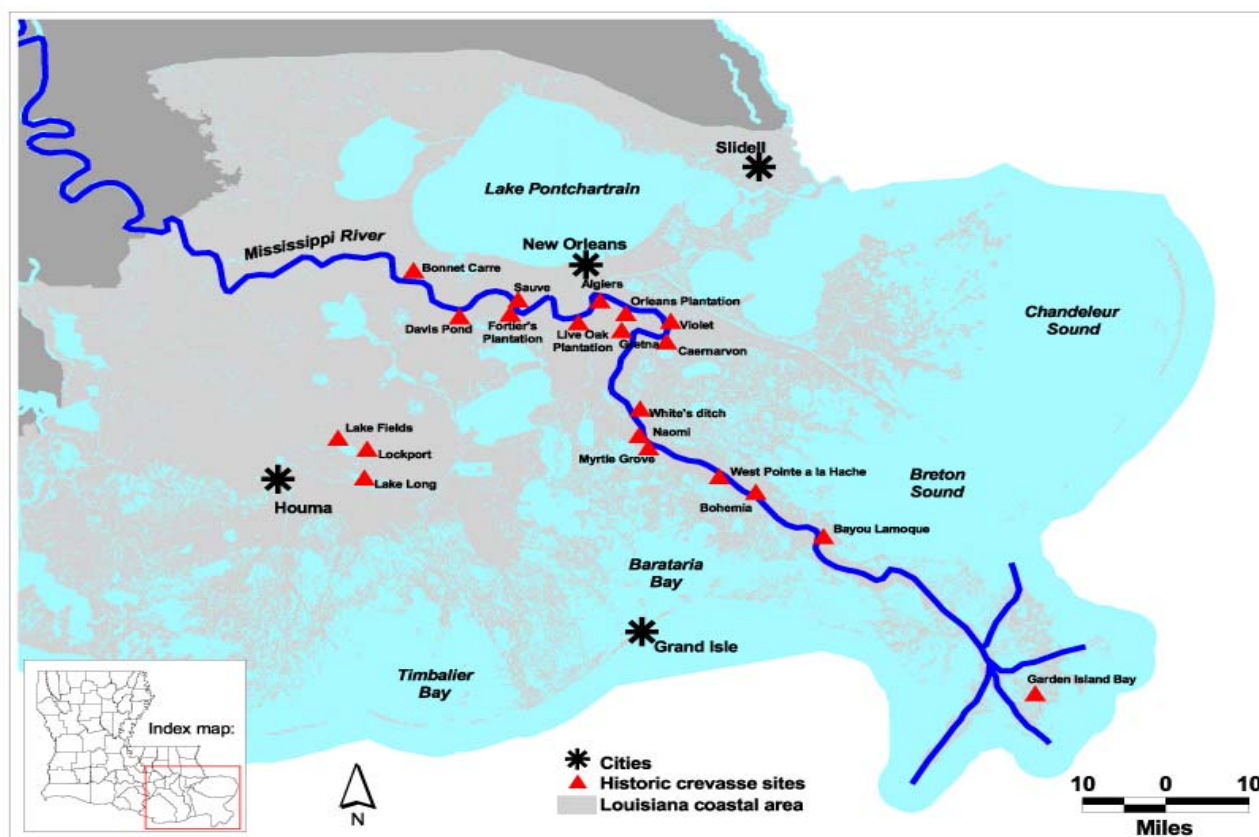 Slidell
Lake Pontchartrain
New Orleans
Mississippi River
Bonnet Carre
Sauve
Algiers
Orleans Plantation
Chandeleur
Sound
Davis Pond
Fortier's
Plantation
Live Oak
Plantation
Gretna
Violet
Caernarvon
White's ditch
Naomi
Myrtle Grove
Lake Fields
Lockport
Lake Long
Houma
West Pointe a la Hache
Bohemia
Breton
Sound
Bayou Lamoque
Barataria
Bay
Grand Isle
Timbalier
Bay
Garden Island Bay
Index map:
N
Cities
Historic crevasse sites
Louisiana coastal area
10 0 10
Miles